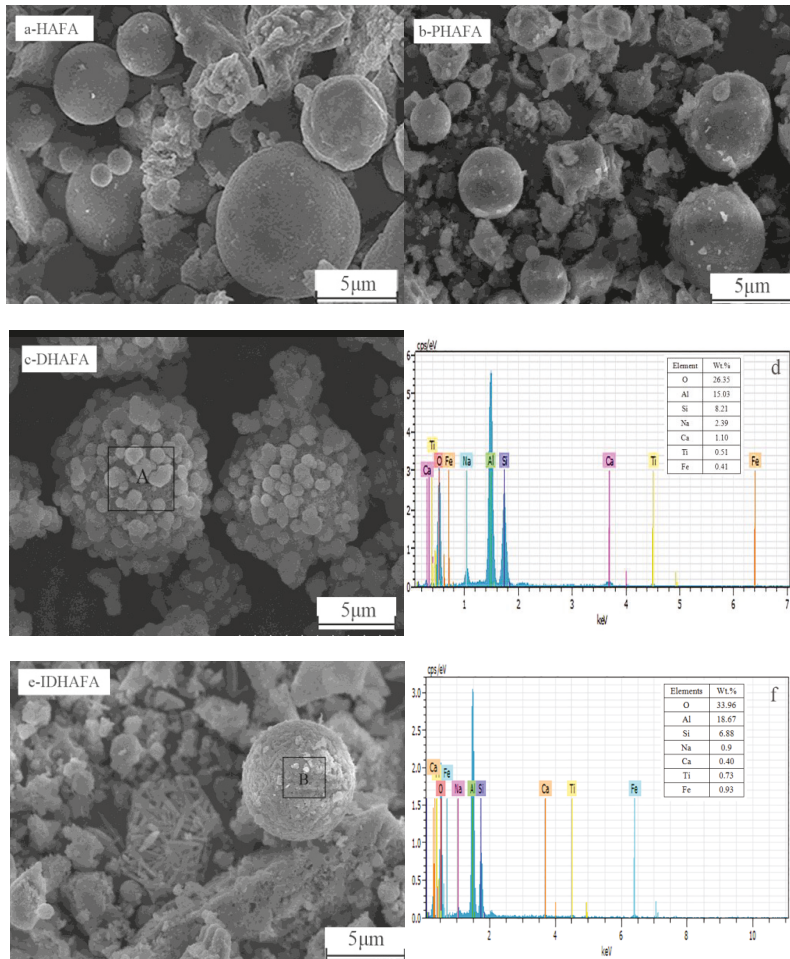 a-HAFA
5μm
b-PHAFA
5μm
c-DHAFA
A
5μm
cps/eV
d
Element Wt.%
O 26.35
Al 15.03
Si 8.21
Na 2.39
Ca 1.10
Ti 0.51
Fe 0.41
6
5
4
3
2
1
0
Ti
Ca O Fe Na Al Si Ca Ti Fe
1 2 3 4 5 6 7
keV
e-IDHAFA
B
5μm
cps/eV
f
Elements Wt.%
O 33.96
Al 18.67
Si 6.88
Na 0.9
Ca 0.40
Ti 0.73
Fe 0.93
3.0
2.5
2.0
1.5
1.0
0.5
0.0
Ca Fe
O Na Al Si Ca Ti Fe
2 4 6 8 10
keV